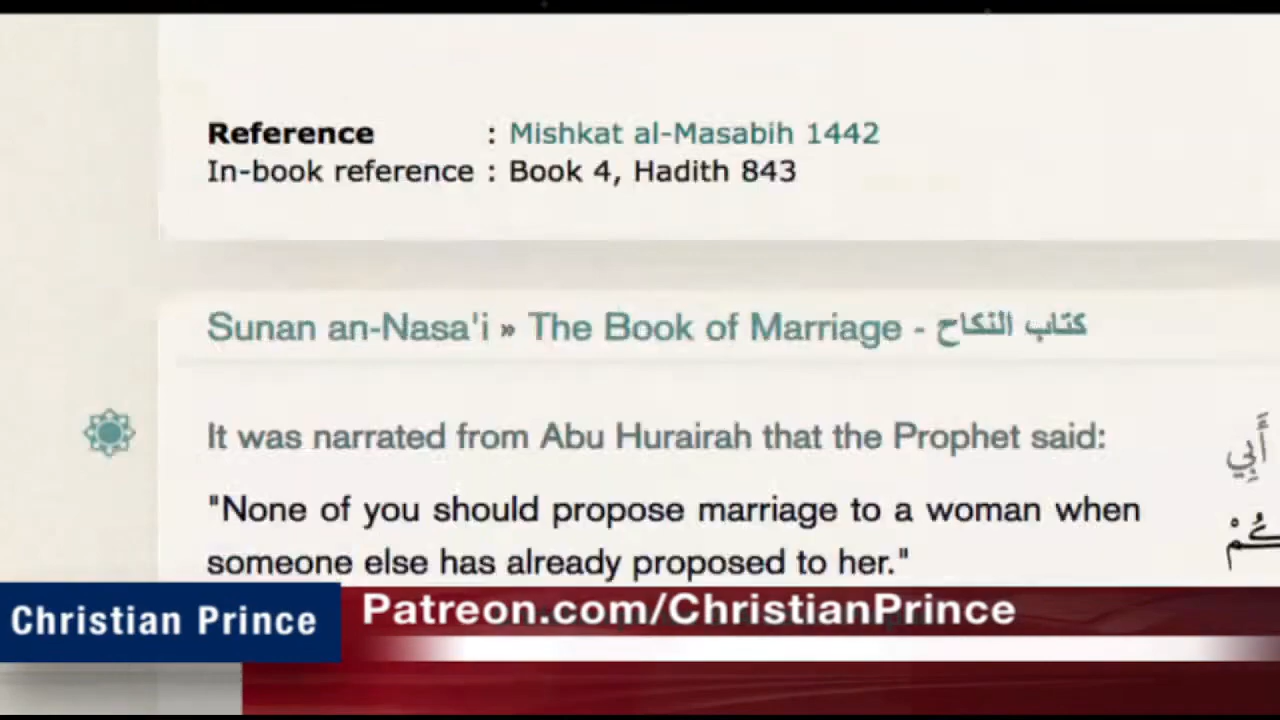 Reference : Mishkat al-Masabih 1442
In-book reference : Book 4, Hadith 843
Sunan an-Nasa'i » The Book of Marriage - كتاب النكاح
It was narrated from Abu Hurairah that the Prophet said:
أَبِي
"None of you should propose marriage to a woman when
someone else has already proposed to her."
Christian Prince
Patreon.com/ChristianPrince